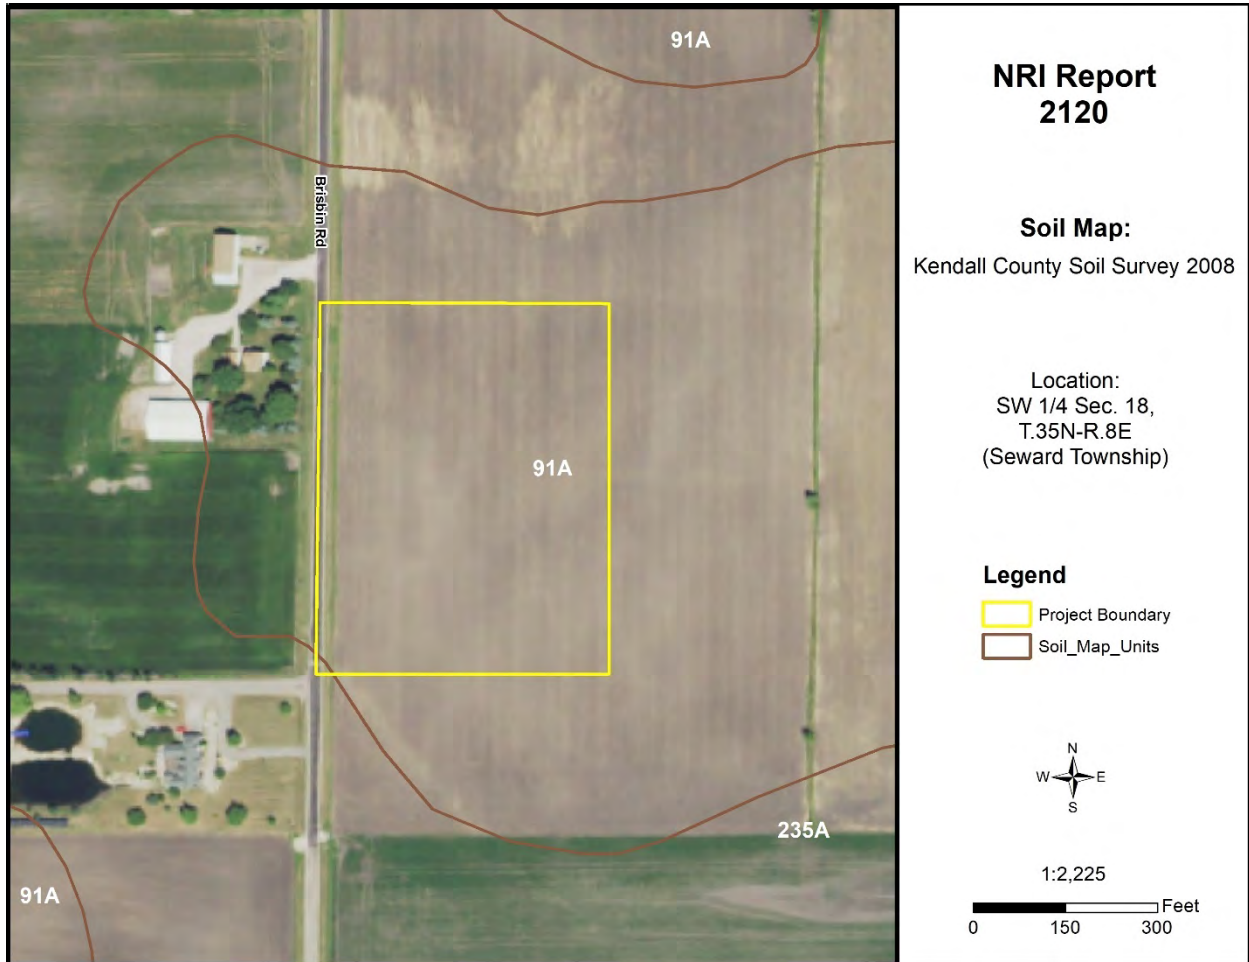 91A
Brisbin Rd
91A
235A
91A
NRI Report
2120
Soil Map:
Kendall County Soil Survey 2008
Location:
SW 1/4 Sec. 18,
T.35N-R.8E
(Seward Township)
Legend
Project Boundary
Soil_Map_Units
N
W E
S
1:2,225
Feet
0 150 300